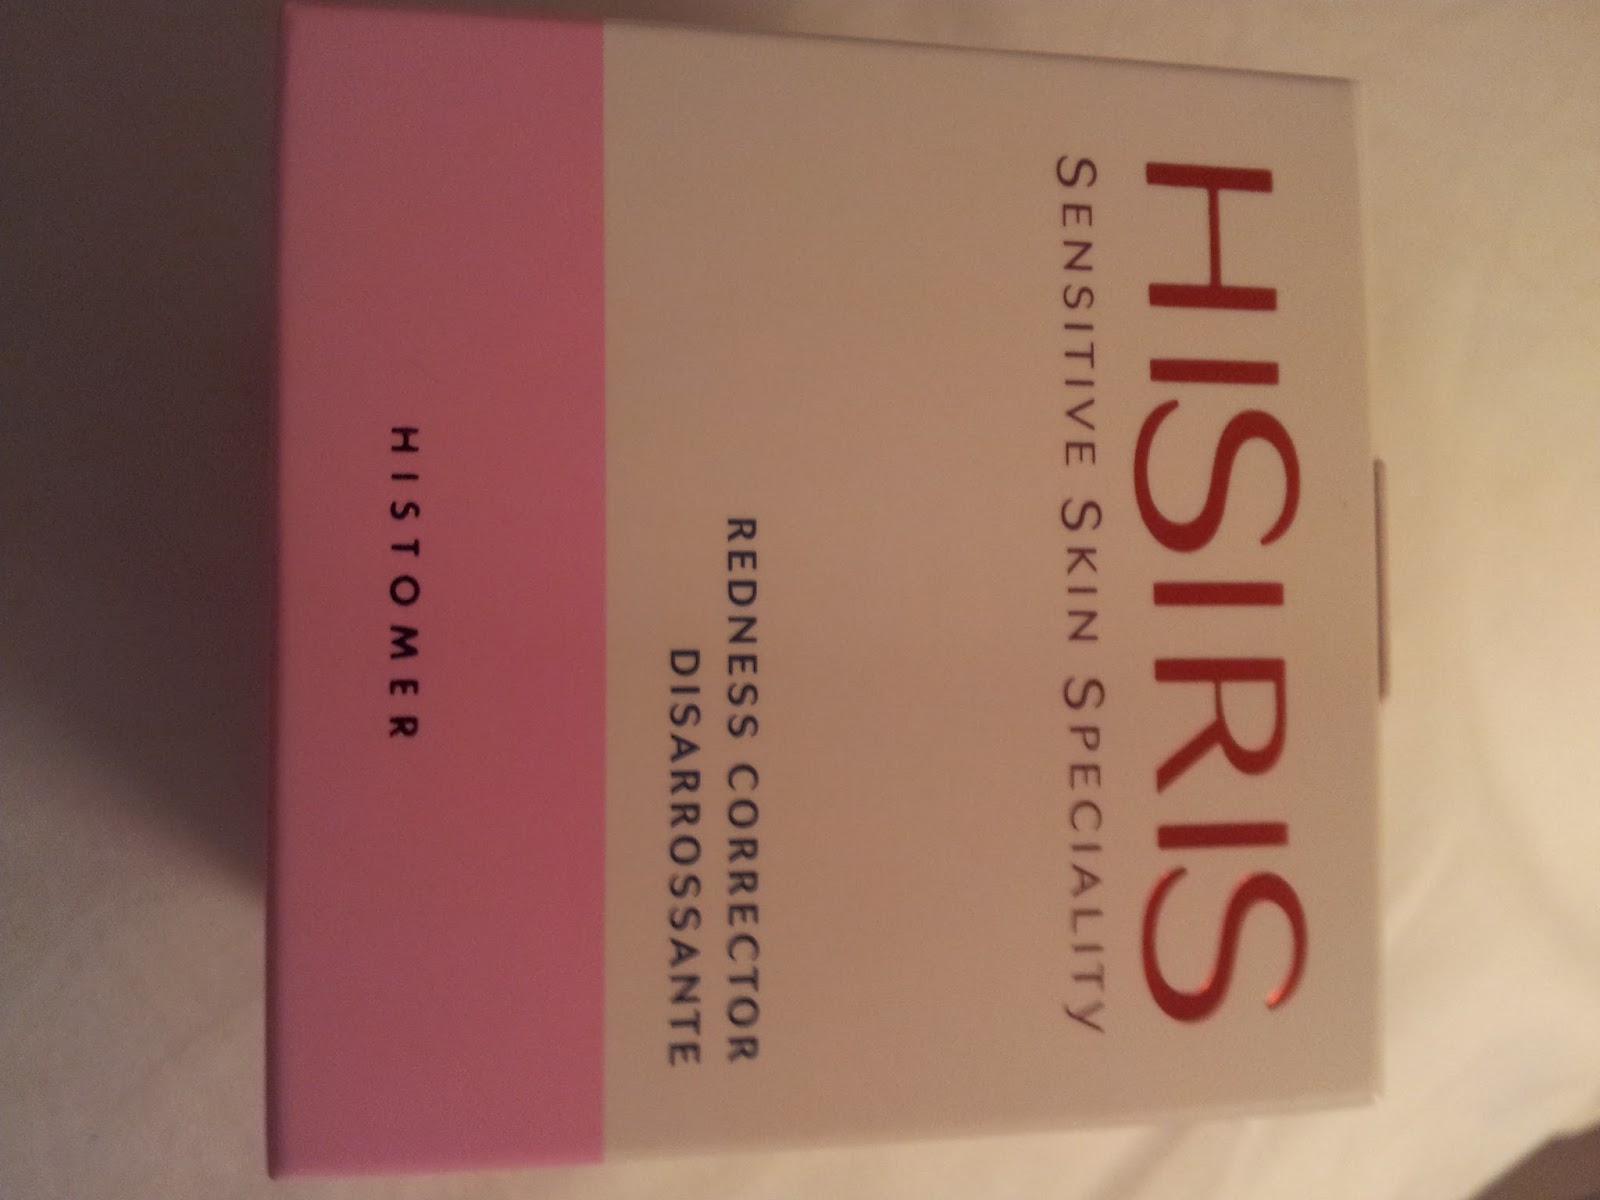 HISIRIS
SENSITIVE SKIN SPECIALITY
REDNESS CORRECTOR
DISARROSSANTE
HISTOMER